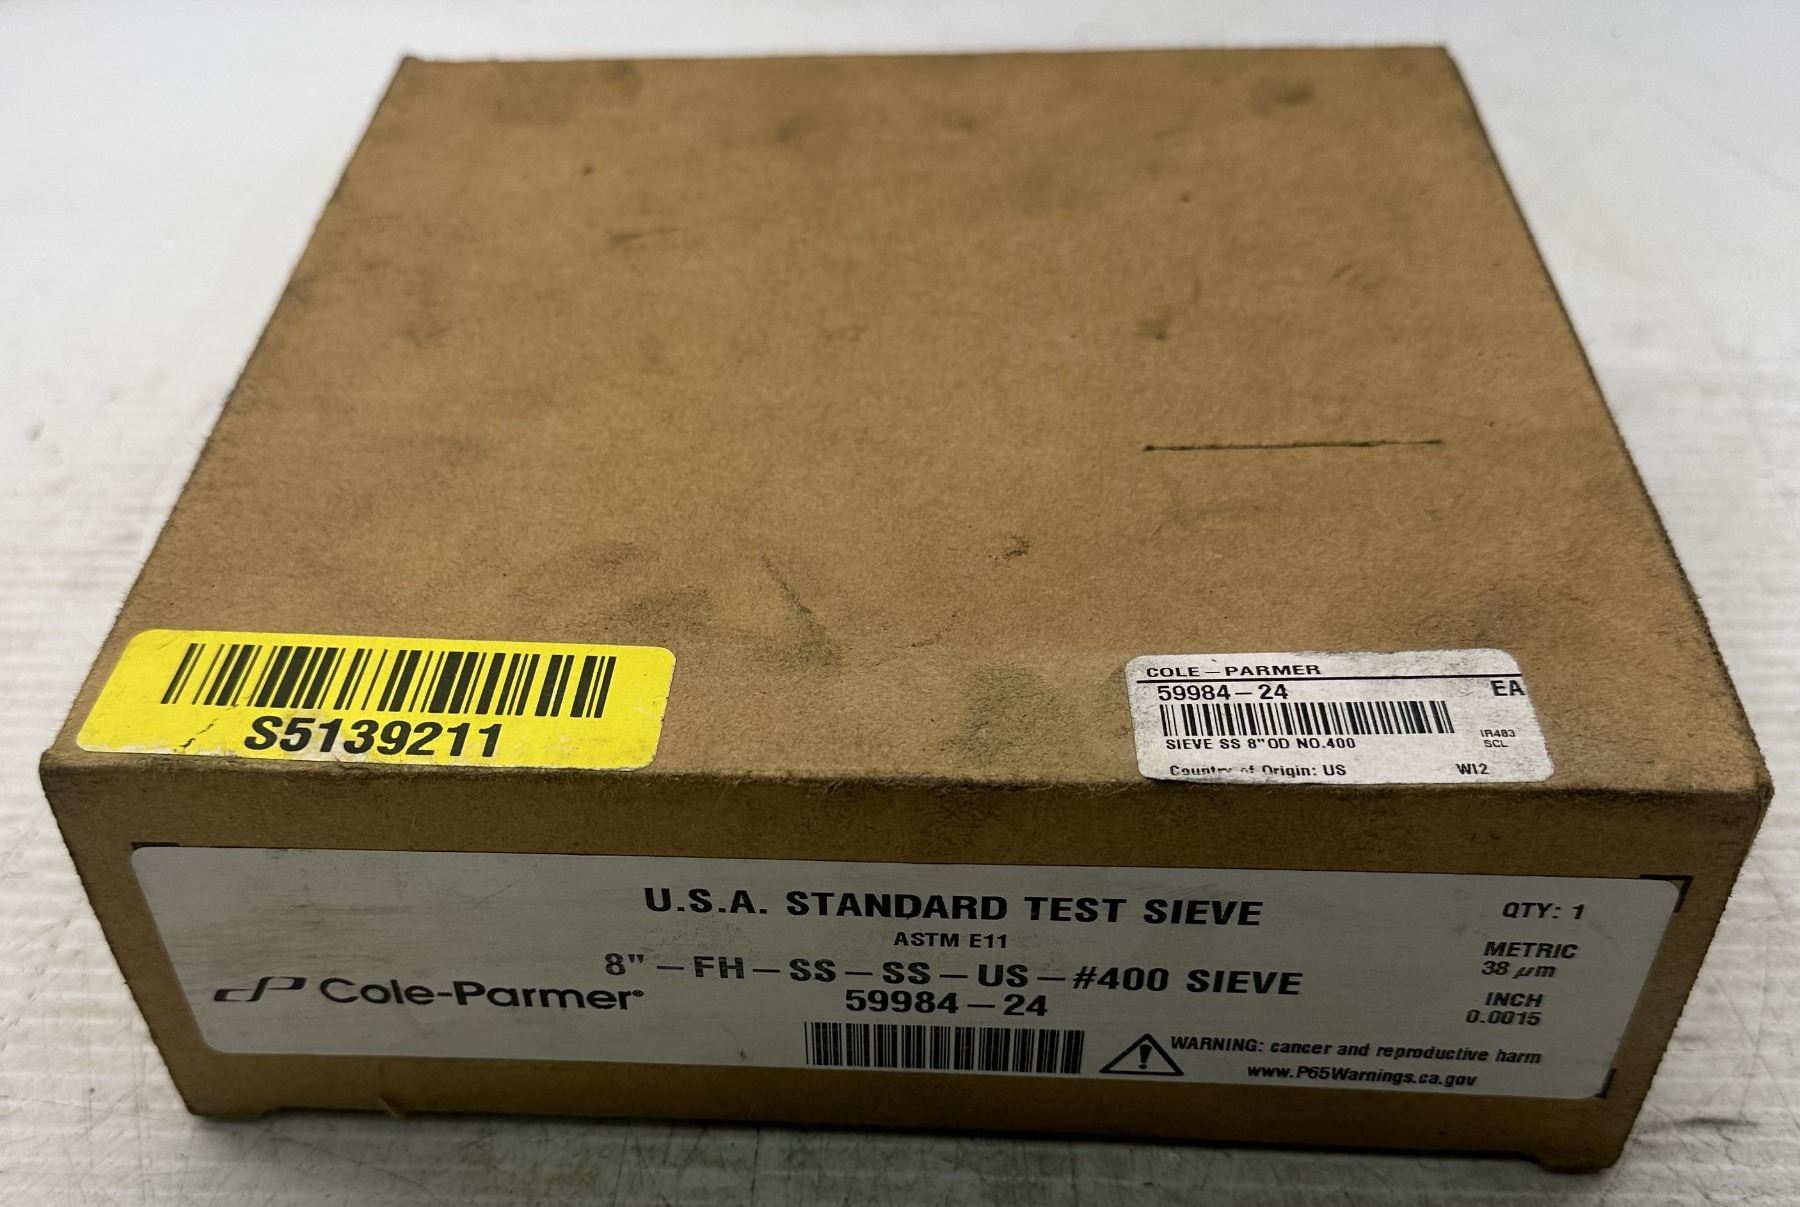 S5139211
COLE-PARMER
59984-24 EA
SIEVE SS 8"OD NO.400
IR483
SCL
Country of Origin: US WI2
U.S.A. STANDARD TEST SIEVE
ASTM E11
8"-FH-SS-SS-US-#400 SIEVE
59984-24
Cole-Parmer®
QTY: 1
METRIC
38 µm
INCH
0.0015
WARNING: cancer and reproductive harm
www.P65Warnings.ca.gov